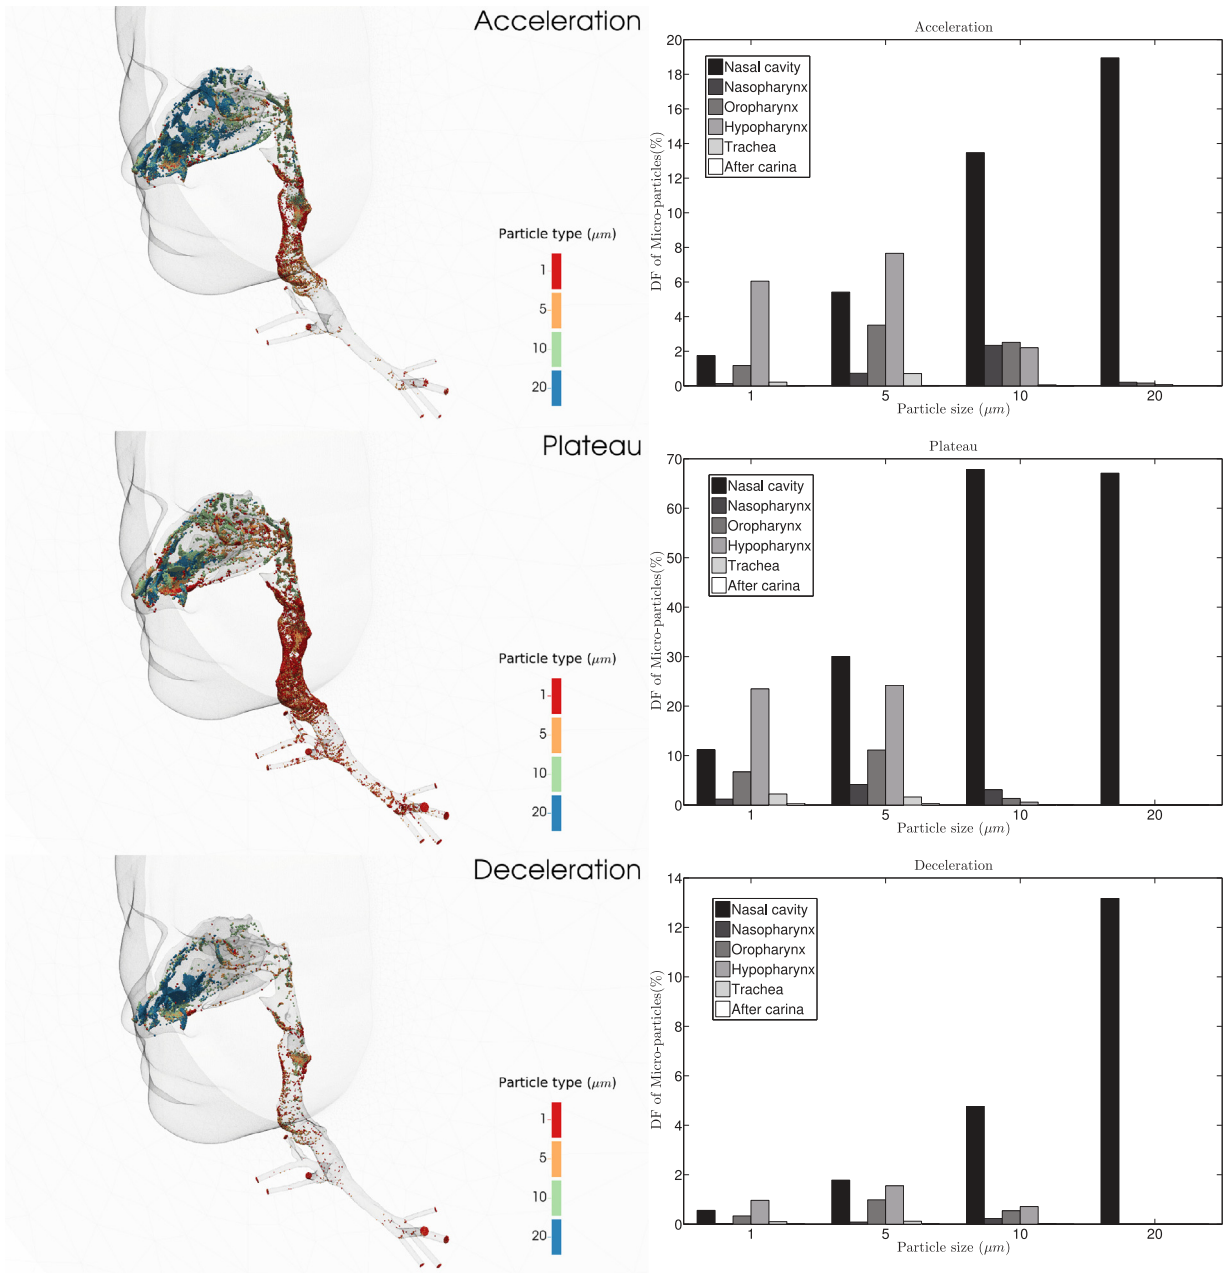 Acceleration
Particle type (μm)
1
5
10
20
Acceleration
20
18
16
14
12
10
8
6
4
2
0
DF of Micro-particles(%)
Nasal cavity
Nasopharynx
Oropharynx
Hypopharynx
Trachea
After carina
1
5
10
20
Particle size (μm)
Plateau
Particle type (μm)
1
5
10
20
Plateau
70
60
50
40
30
20
10
0
DF of Micro-particles(%)
Nasal cavity
Nasopharynx
Oropharynx
Hypopharynx
Trachea
After carina
1
5
10
20
Particle size (μm)
Deceleration
Particle type (μm)
1
5
10
20
Deceleration
14
12
10
8
6
4
2
0
DF of Micro-particles(%)
Nasal cavity
Nasopharynx
Oropharynx
Hypopharynx
Trachea
After carina
1
5
10
20
Particle size (μm)